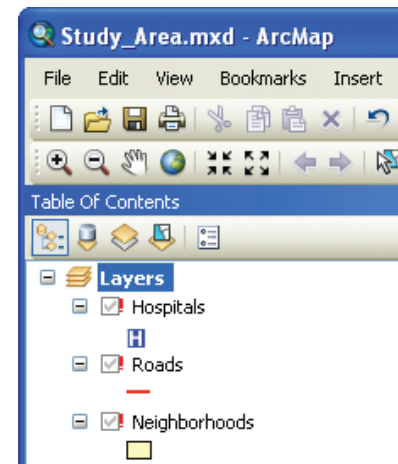 Study_Area.mxd - ArcMap
File Edit View Bookmarks Insert
Table Of Contents
Layers
Hospitals
H
Roads
Neighborhoods